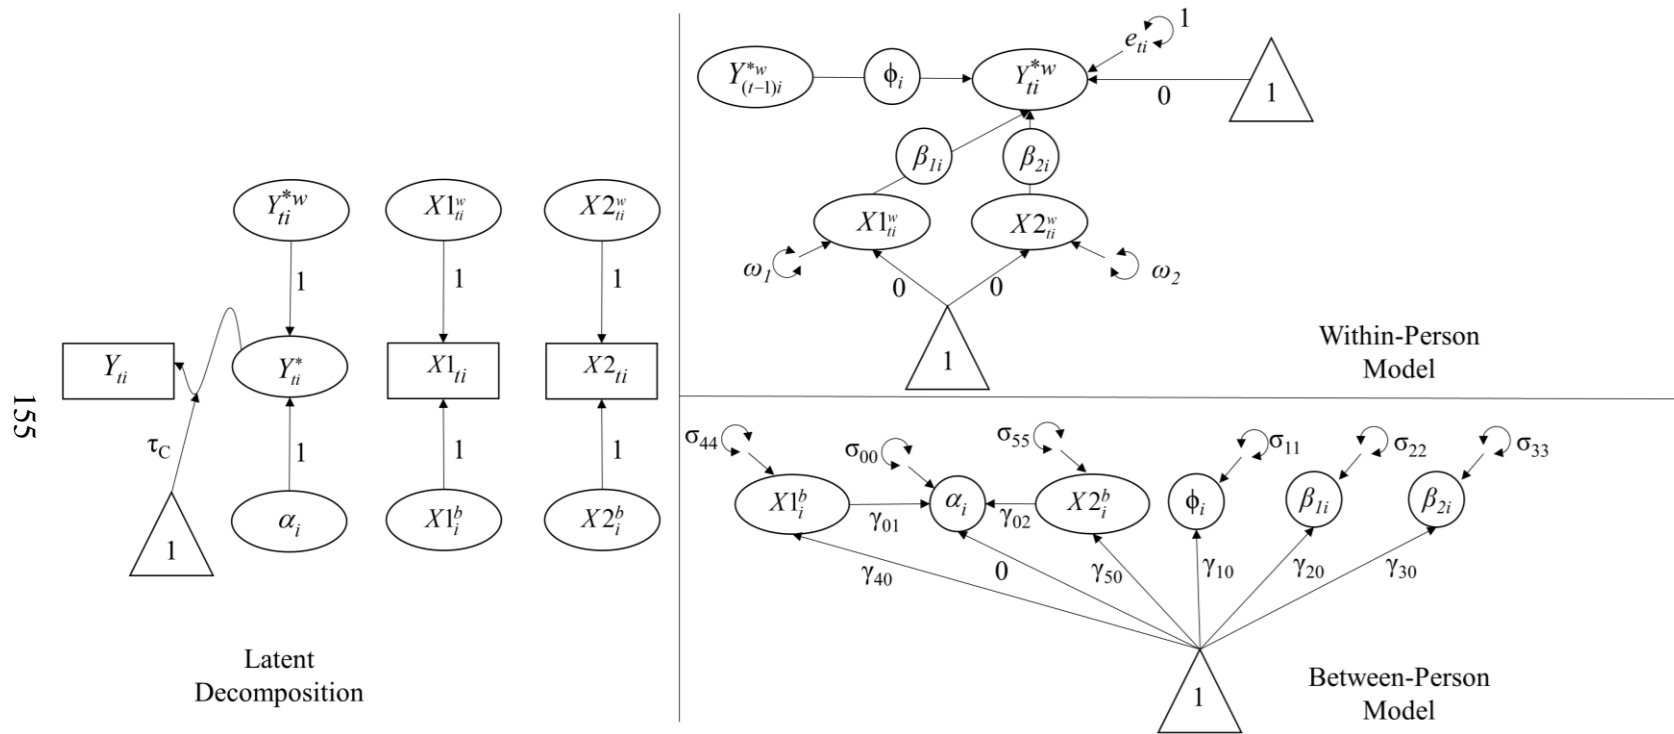 155
Y*w ti
X1w ti
X2w ti
1
1
1
Yti
Y* ti
X1ti
X2ti
τC
1
1
1
1
αi
X1b i
X2b i
Latent
Decomposition
Y*w (t−1)i
ϕi
Y*w ti
eti
1
0
1
β1i
β2i
X1w ti
X2w ti
ω1
ω2
0
0
1
Within-Person
Model
σ44
σ00
σ55
σ11
σ22
σ33
X1b i
γ01
αi
γ02
X2b i
ϕi
β1i
β2i
γ40
0
γ50
γ10
γ20
γ30
1
Between-Person
Model